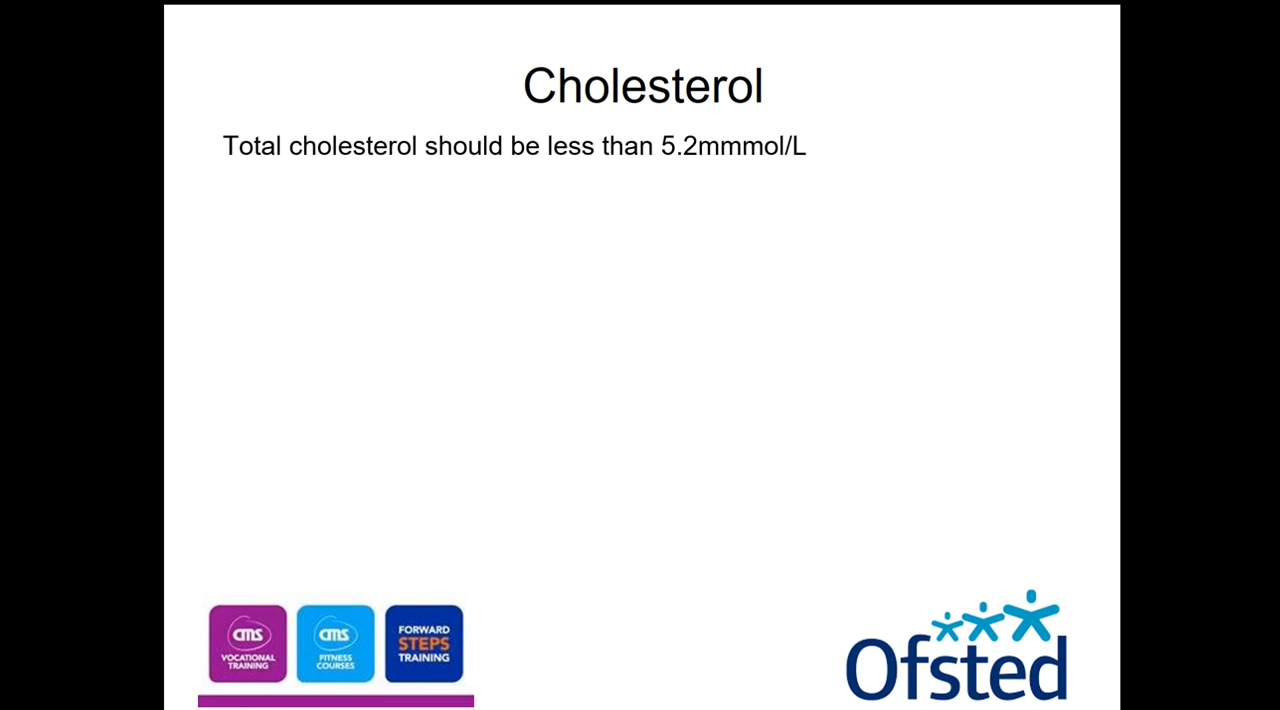 Cholesterol
Total cholesterol should be less than 5.2mmmol/L
cms
VOCATIONAL
TRAINING
cms
FITNESS
COURSES
FORWARD
STEPS
TRAINING
Ofsted